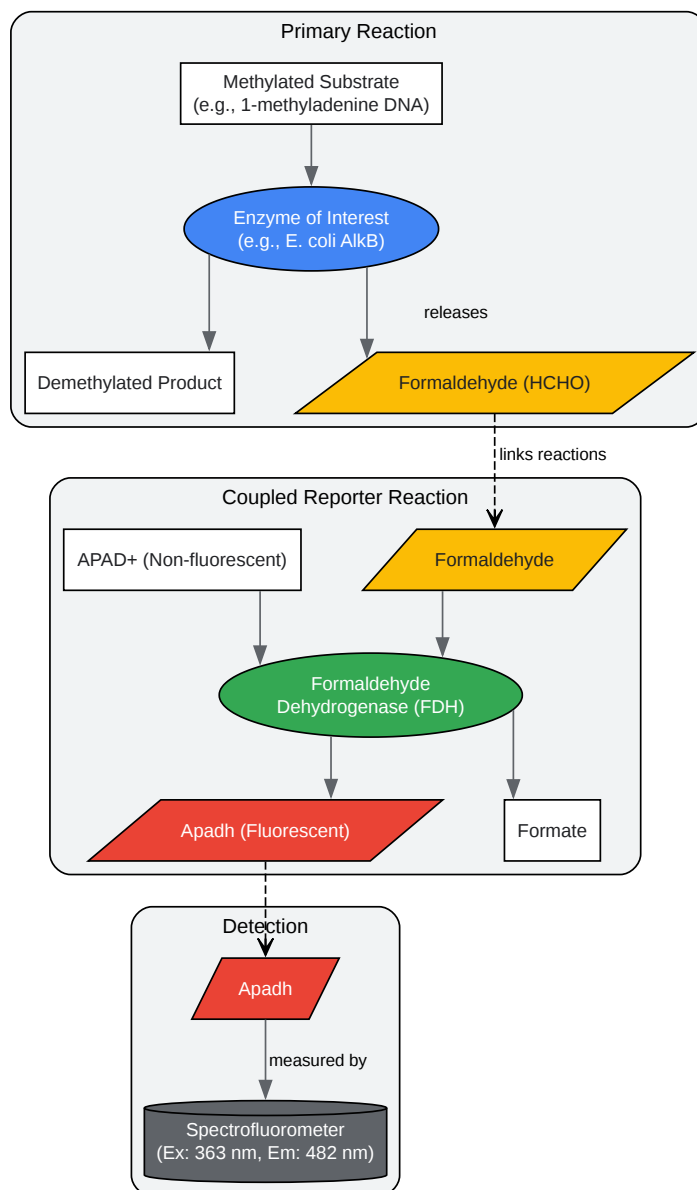 Primary Reaction
Methylated Substrate
(e.g., 1-methyladenine DNA)
Enzyme of Interest
(e.g., E. coli AlkB)
releases
Demethylated Product
Formaldehyde (HCHO)
links reactions
Coupled Reporter Reaction
APAD+ (Non-fluorescent)
Formaldehyde
Formaldehyde
Dehydrogenase (FDH)
Apadh (Fluorescent)
Formate
Detection
Apadh
measured by
Spectrofluorometer
(Ex: 363 nm, Em: 482 nm)